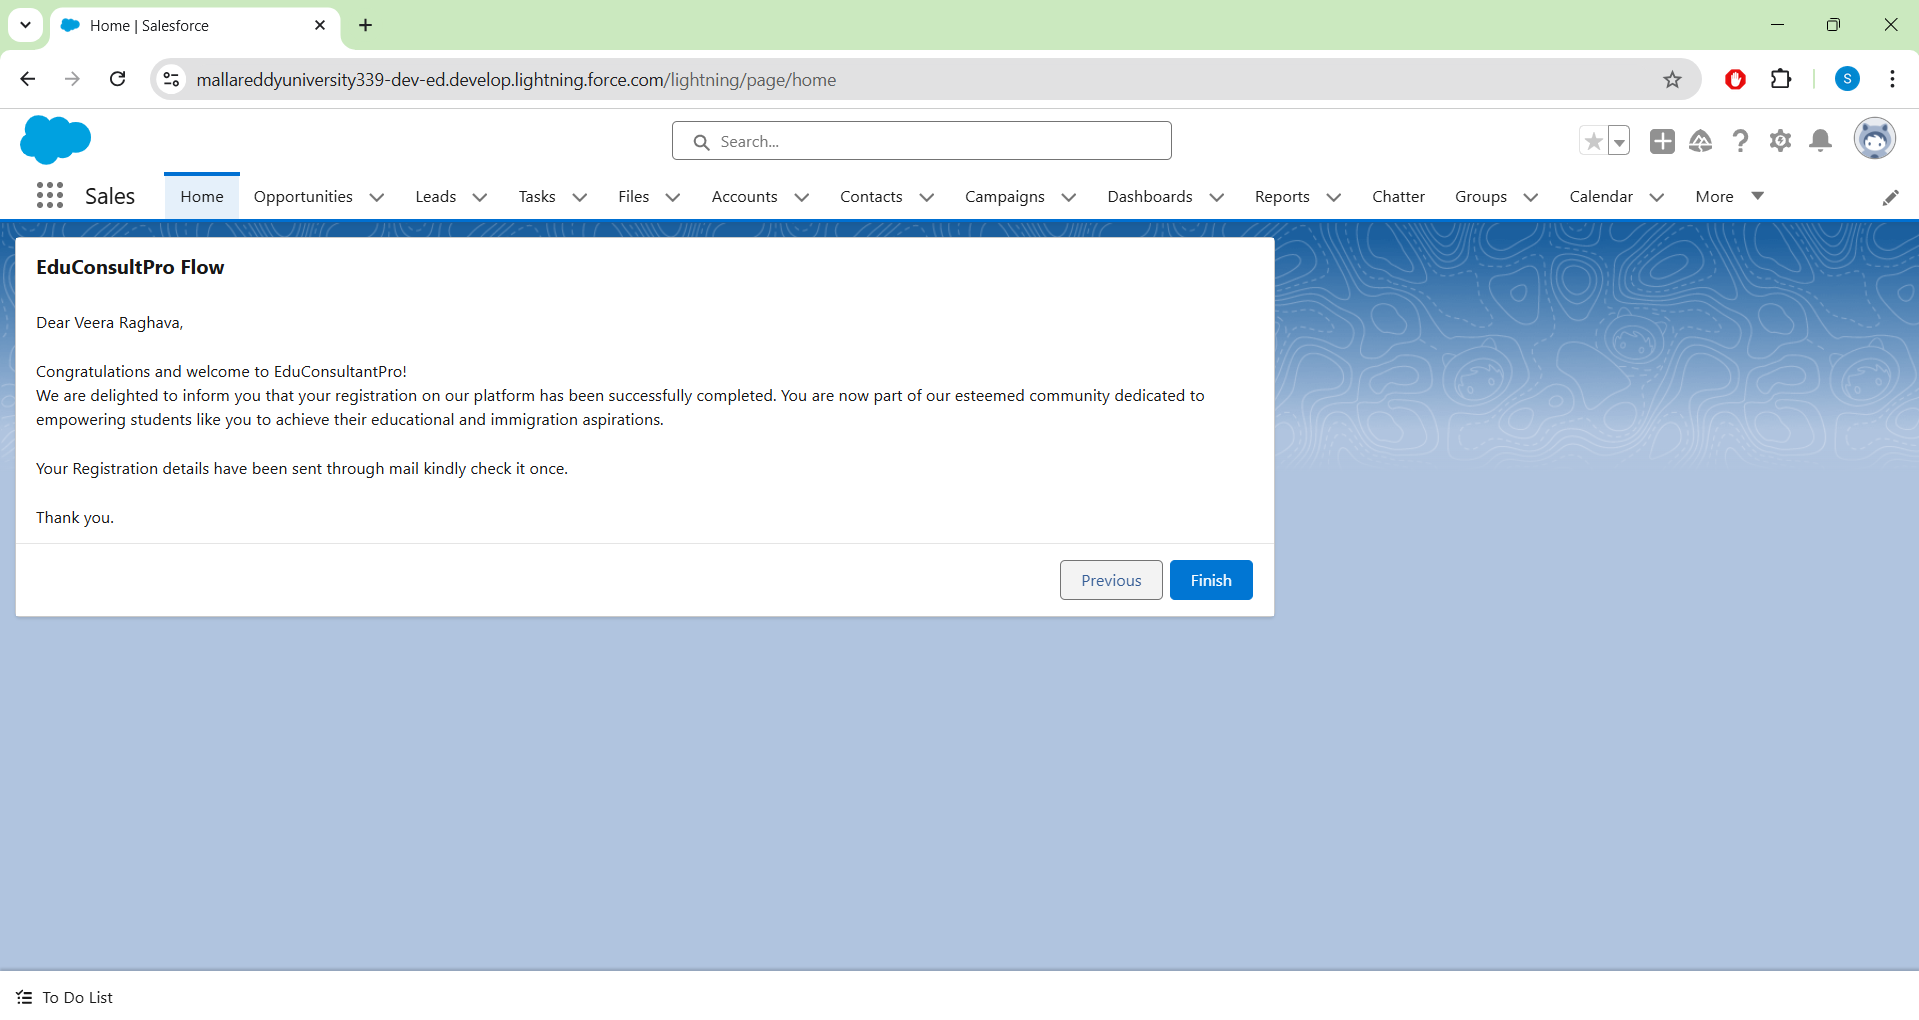 Home | Salesforce
mallareddyuniversity339-dev-ed.develop.lightning.force.com/lightning/page/home
S
Search...
Sales
Home
Opportunities
Leads
Tasks
Files
Accounts
Contacts
Campaigns
Dashboards
Reports
Chatter
Groups
Calendar
More
EduConsultPro Flow
Dear Veera Raghava,
Congratulations and welcome to EduConsultantPro!
We are delighted to inform you that your registration on our platform has been successfully completed. You are now part of our esteemed community dedicated to
empowering students like you to achieve their educational and immigration aspirations.
Your Registration details have been sent through mail kindly check it once.
Thank you.
Previous
Finish
To Do List